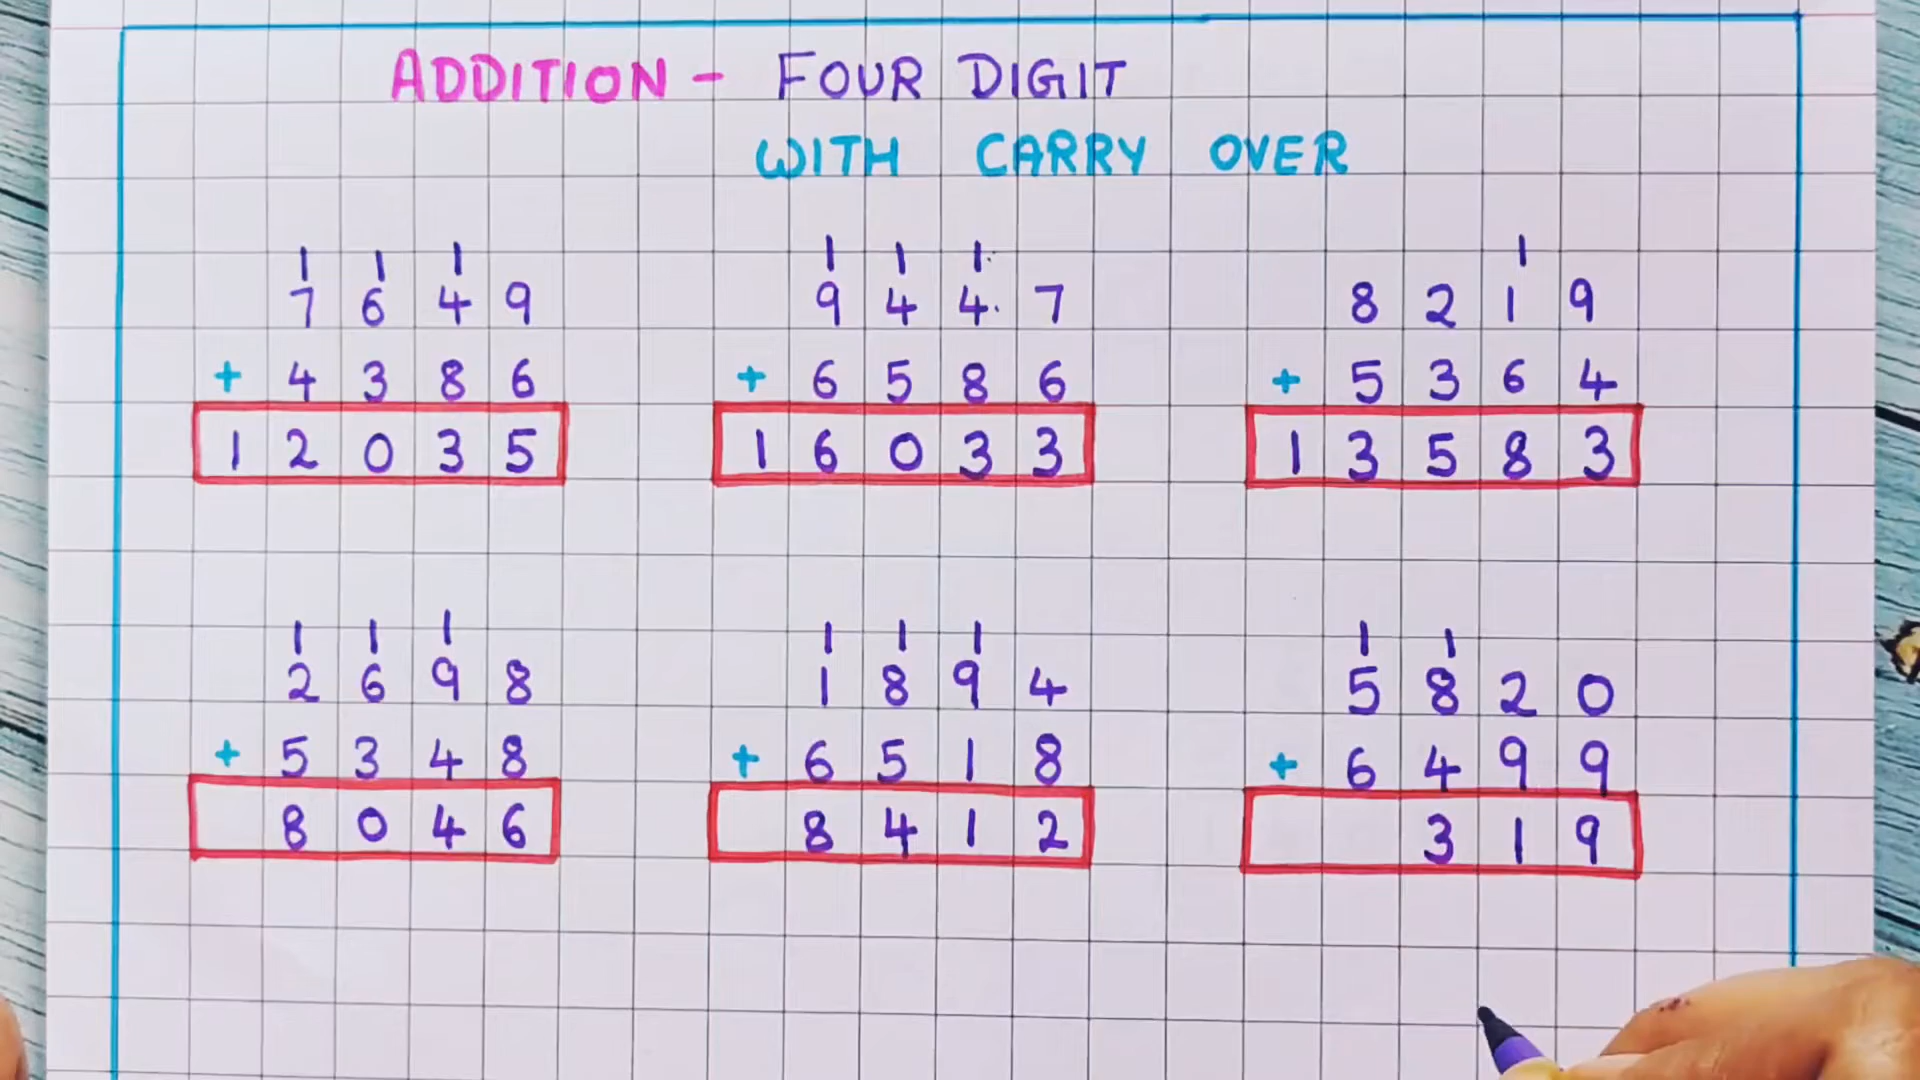 ADDITION - FOUR DIGIT
WITH CARRY OVER
1 1 1
7 6 4 9
+ 4 3 8 6
1 2 0 3 5
1 1 1
9 4 4 7
+ 6 5 8 6
1 6 0 3 3
1
8 2 1 9
+ 5 3 6 4
1 3 5 8 3
1 1 1
2 6 9 8
+ 5 3 4 8
8 0 4 6
1 1 1
1 8 9 4
+ 6 5 1 8
8 4 1 2
1 1
5 8 2 0
+ 6 4 9 9
3 1 9